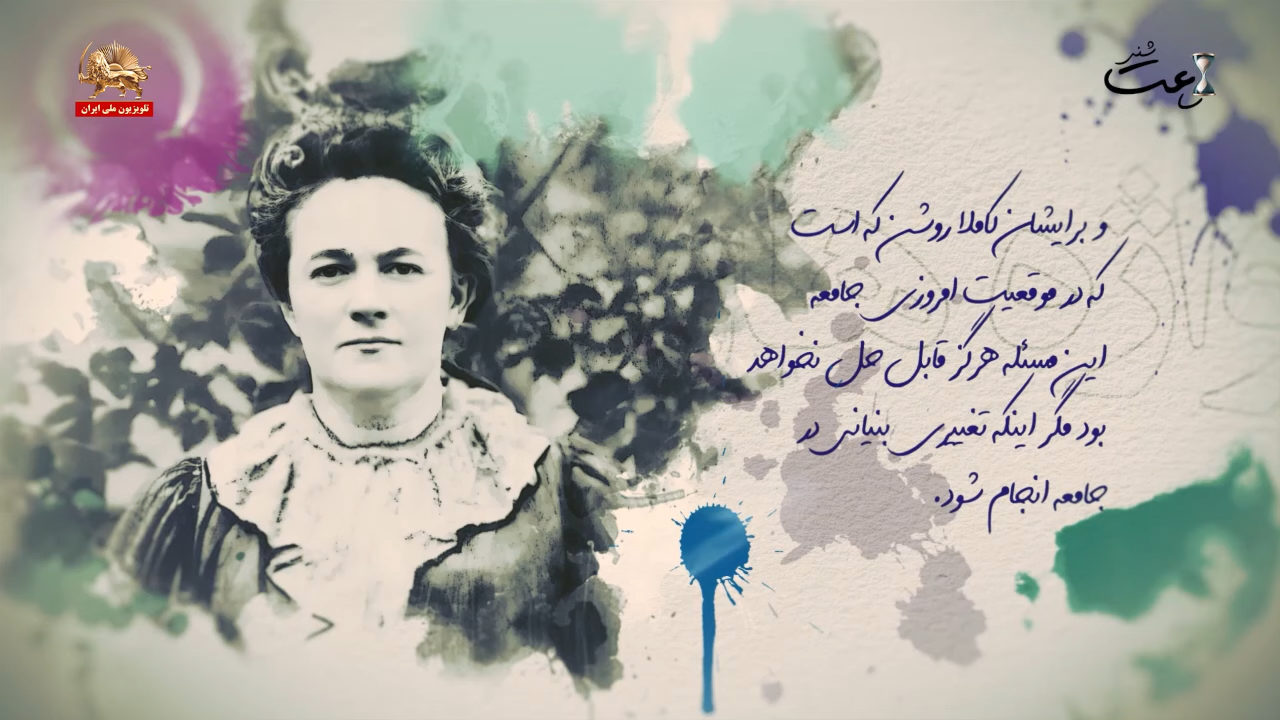 تلویزیون ملی ایران
و برایشان کاملا روشن که است
که در موقعیت امروزی جامعه
این مسئله هرگز قابل حل نخواهد
بود مگر اینکه تغییری بنیانی در
جامعه انجام شود.